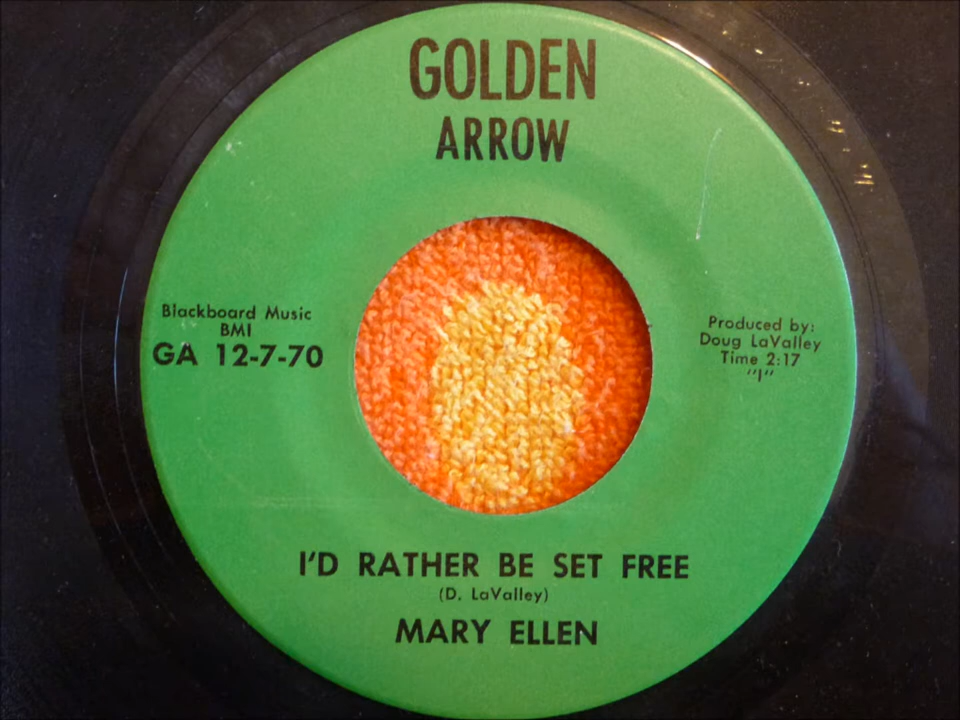 GOLDEN
ARROW
Blackboard Music
BMI
GA 12-7-70
Produced by:
Doug LaValley
Time 2:17
"1"
I'D RATHER BE SET FREE
(D. LaValley)
MARY ELLEN